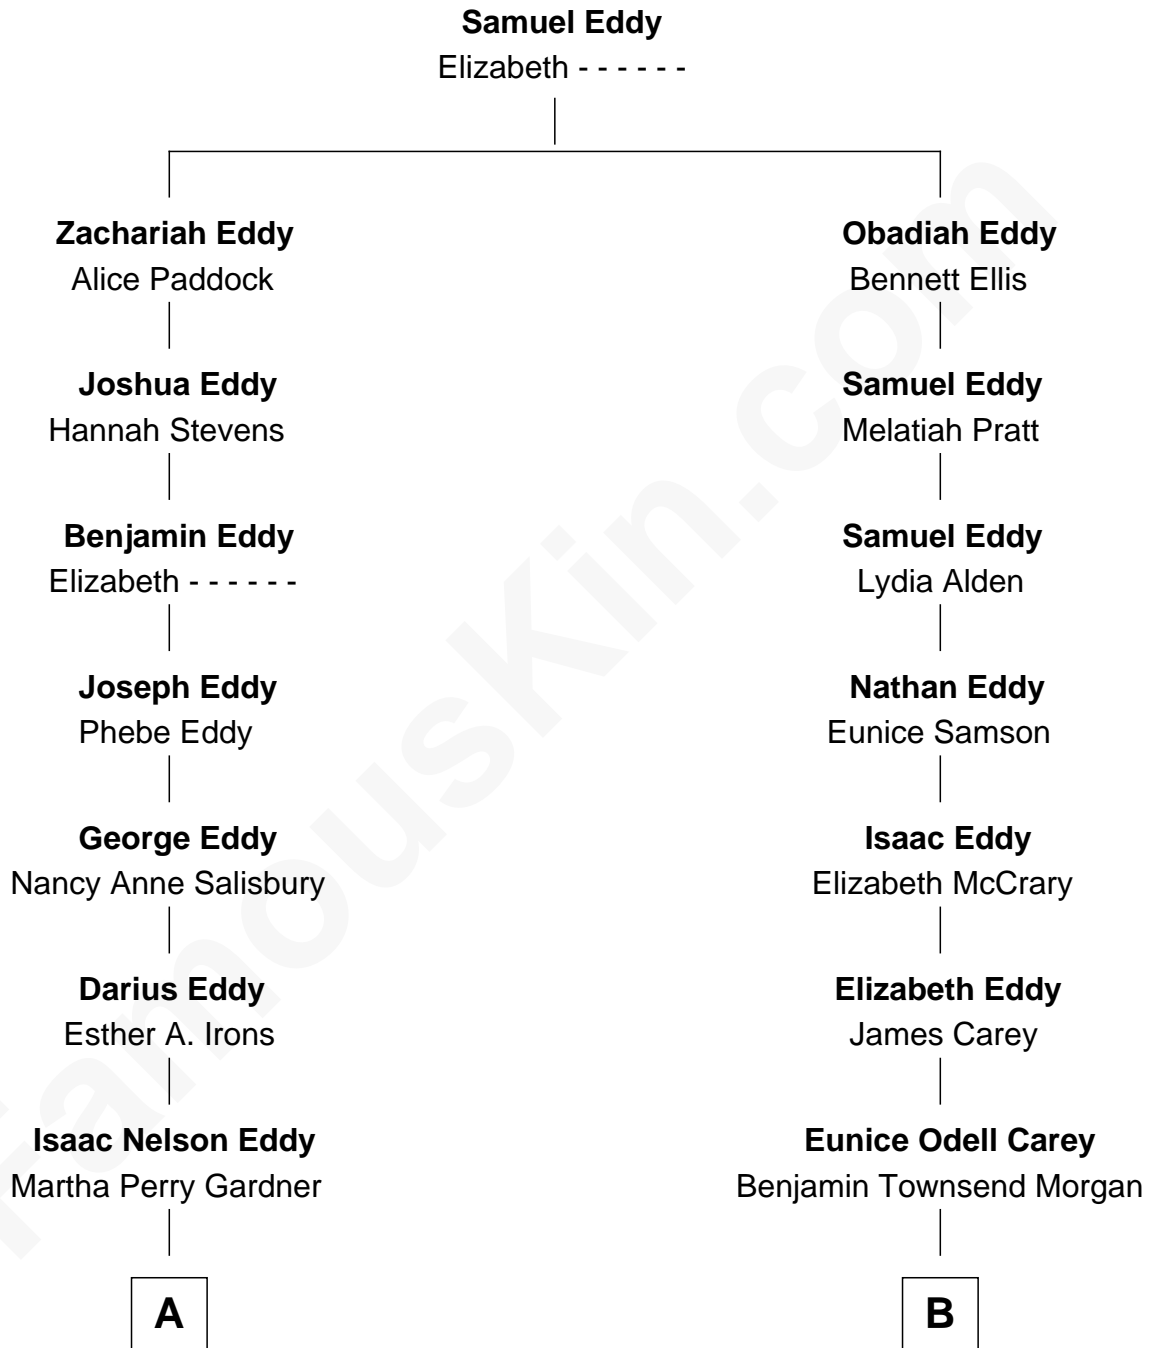 Samuel Eddy
Elizabeth - - - - - -
Zachariah Eddy
Alice Paddock
Obadiah Eddy
Bennett Ellis
Joshua Eddy
Hannah Stevens
Samuel Eddy
Melatiah Pratt
Benjamin Eddy
Elizabeth - - - - - -
Samuel Eddy
Lydia Alden
Joseph Eddy
Phebe Eddy
Nathan Eddy
Eunice Samson
George Eddy
Nancy Anne Salisbury
Isaac Eddy
Elizabeth McCrary
Darius Eddy
Esther A. Irons
Elizabeth Eddy
James Carey
Isaac Nelson Eddy
Martha Perry Gardner
Eunice Odell Carey
Benjamin Townsend Morgan
A
B
FamousKin.com